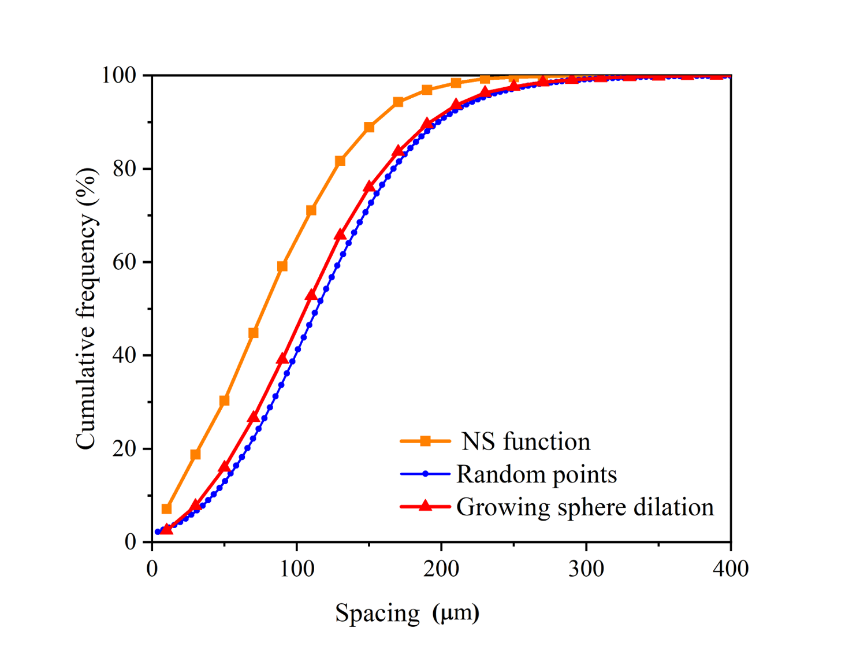 100
80
60
40
20
0
Cumulative frequency (%)
NS function
Random points
Growing sphere dilation
0 100 200 300 400
Spacing (μm)